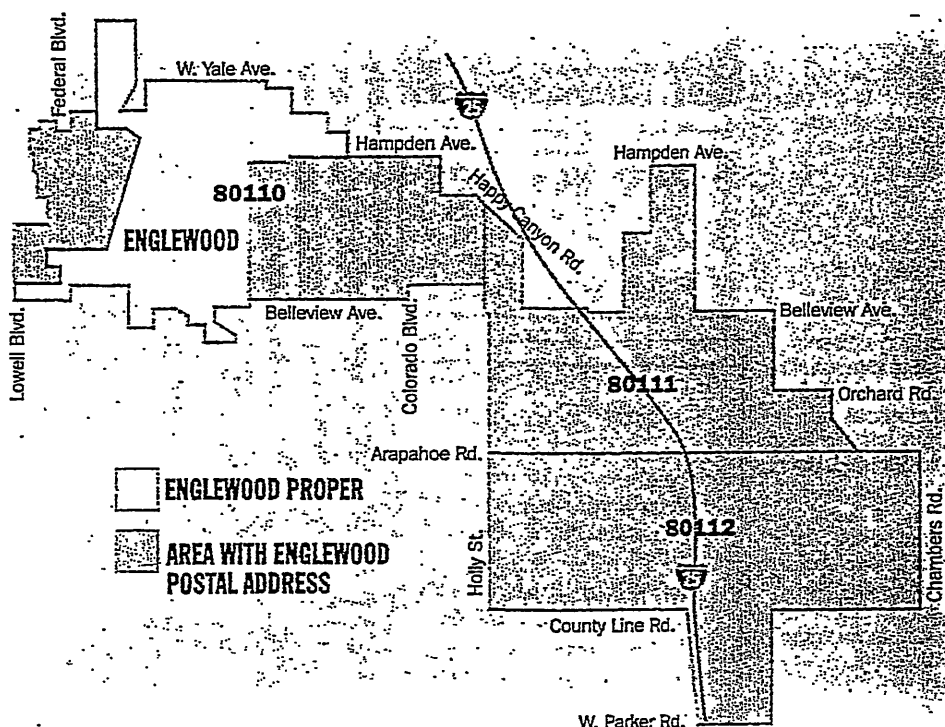 Federal Blvd.
W. Yale Ave.
25
Hampden Ave.
Hampden Ave.
80110
Happy Canyon Rd.
ENGLEWOOD
Belleview Ave.
Belleview Ave.
Lowell Blvd.
Colorado Blvd.
80111
Orchard Rd.
Arapahoe Rd.
ENGLEWOOD PROPER
80112
AREA WITH ENGLEWOOD
POSTAL ADDRESS
Holly St.
25
Chambers Rd.
County Line Rd.
W. Parker Rd.